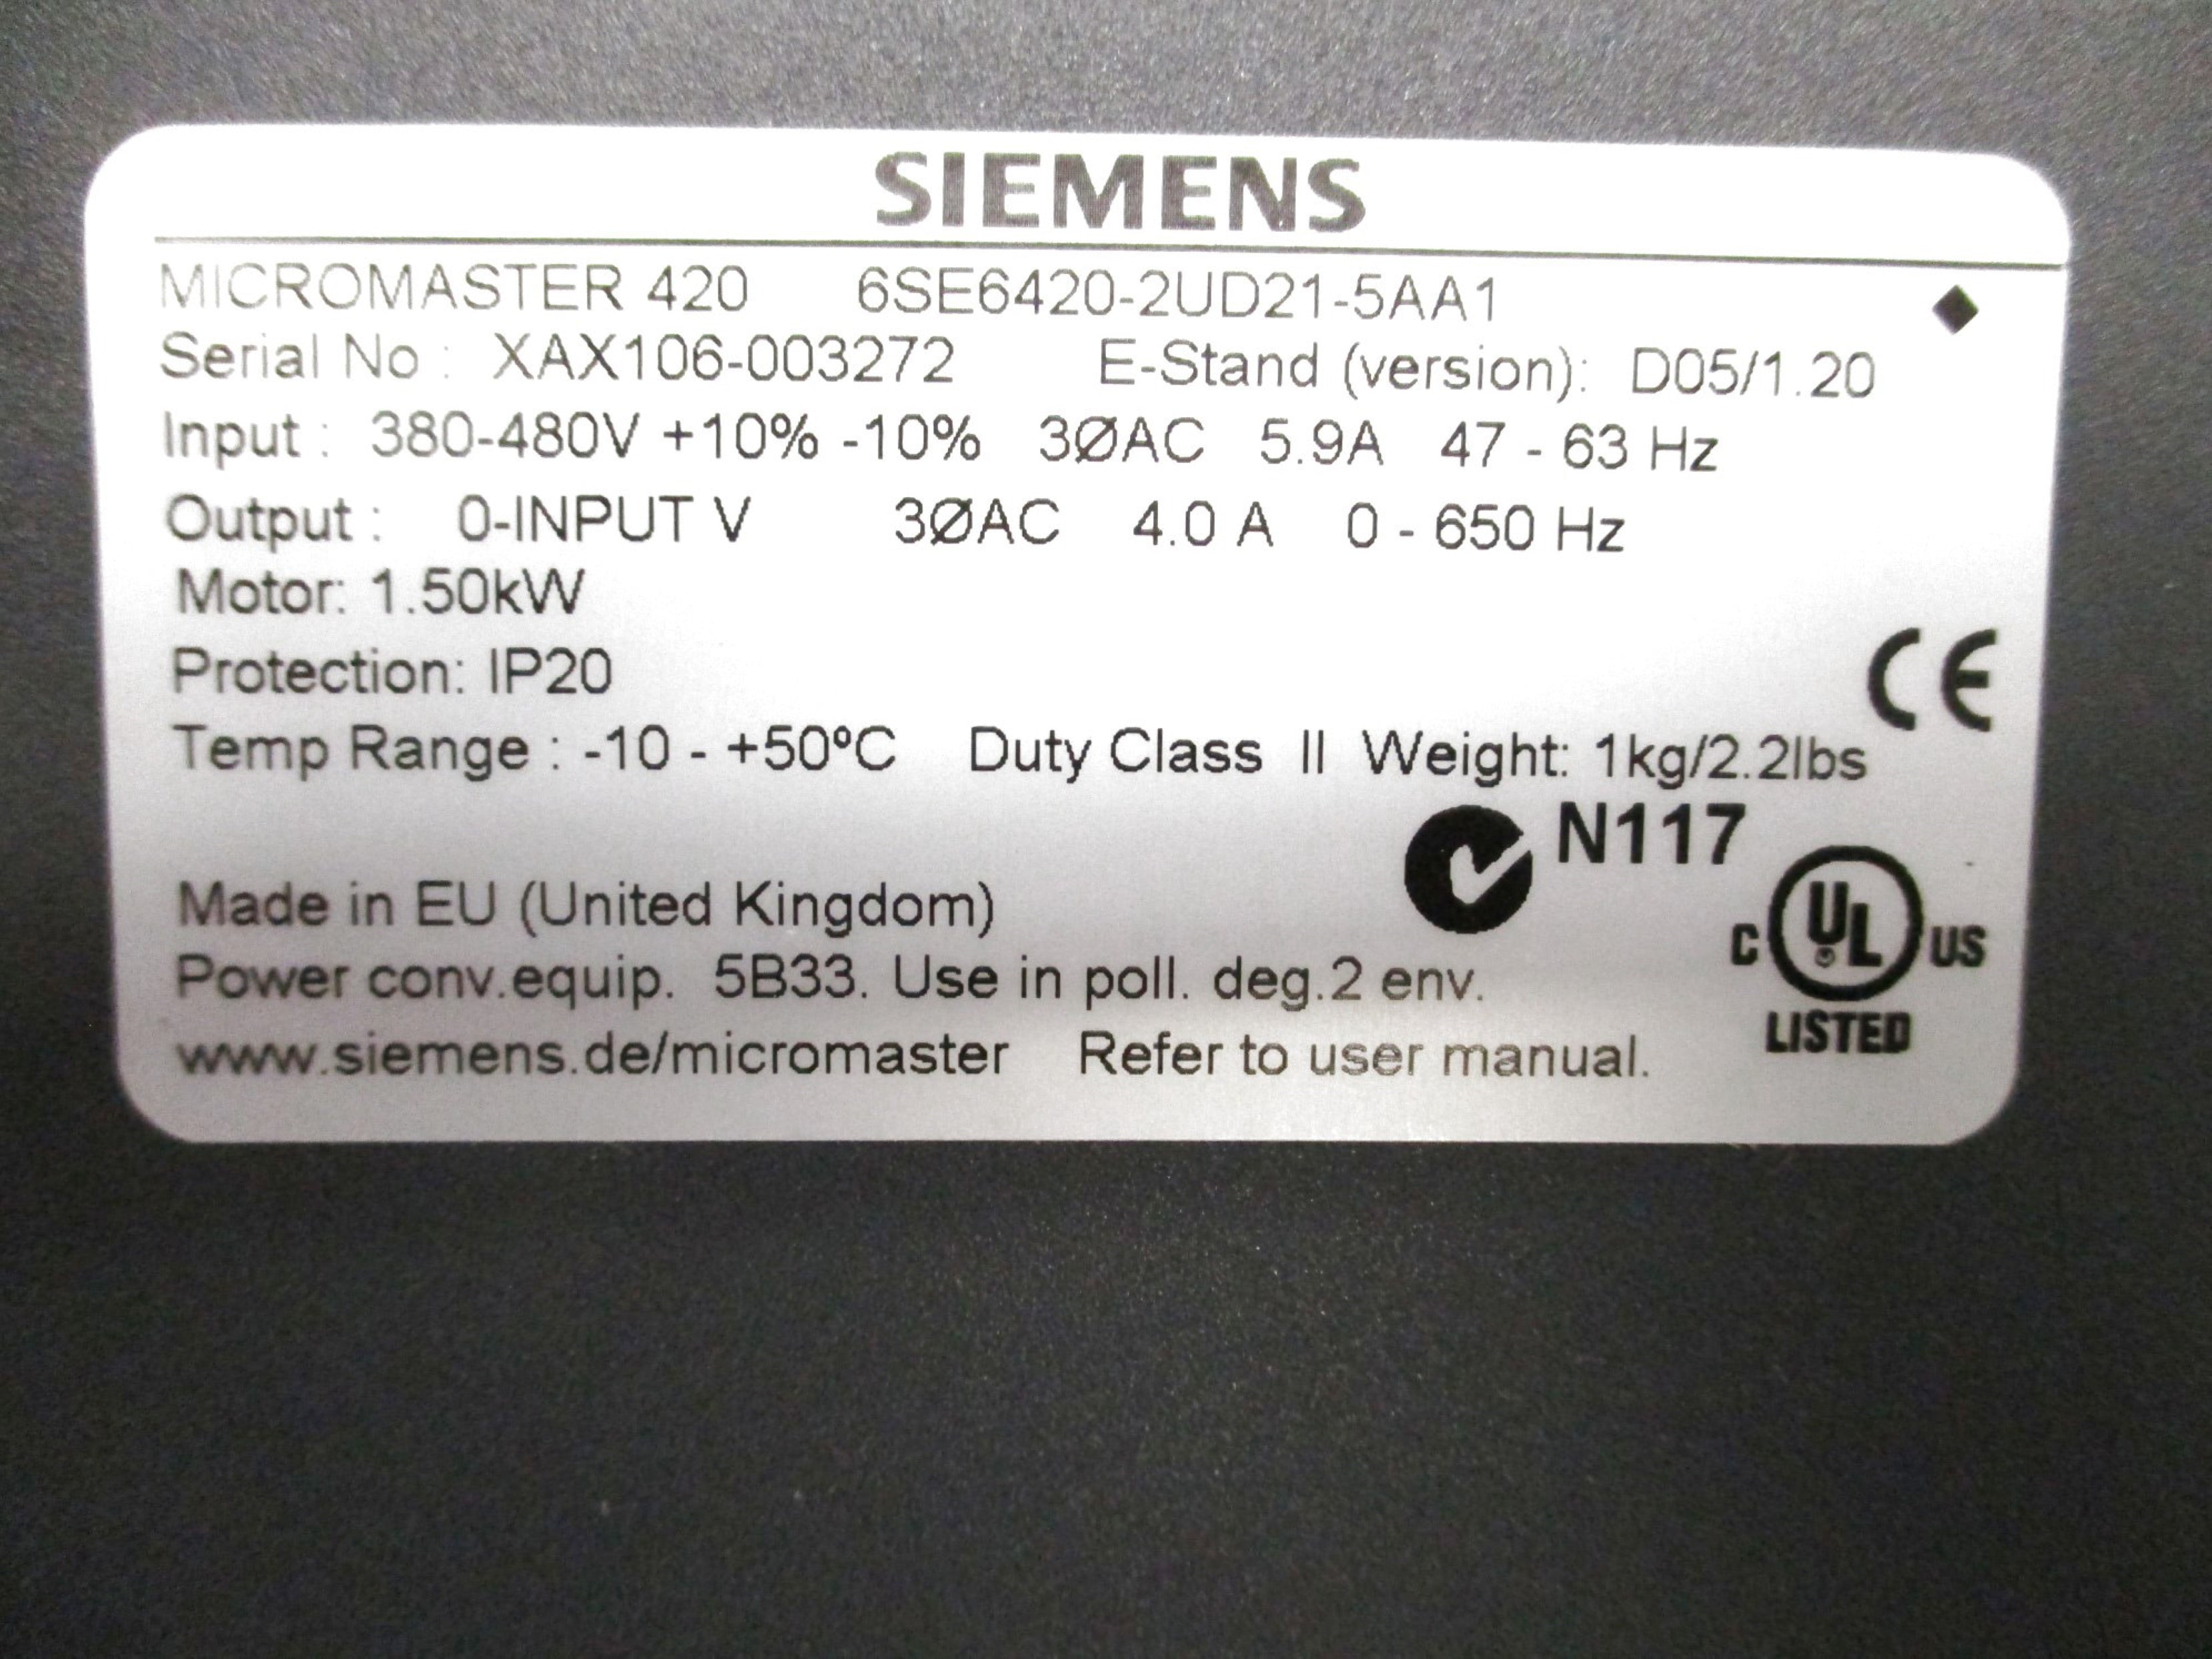 SIEMENS
MICROMASTER 420 6SE6420-2UD21-5AA1
Serial No : XAX106-003272 E-Stand (version): D05/1.20
Input : 380-480V +10% -10% 3ØAC 5.9A 47 - 63 Hz
Output : 0-INPUT V 3ØAC 4.0 A 0 - 650 Hz
Motor: 1.50kW
Protection: IP20
CE
Temp Range : -10 - +50ºC Duty Class II Weight: 1kg/2.2lbs
N117
Made in EU (United Kingdom)
C UL US
Power conv.equip. 5B33. Use in poll. deg.2 env.
LISTED
www.siemens.de/micromaster Refer to user manual.